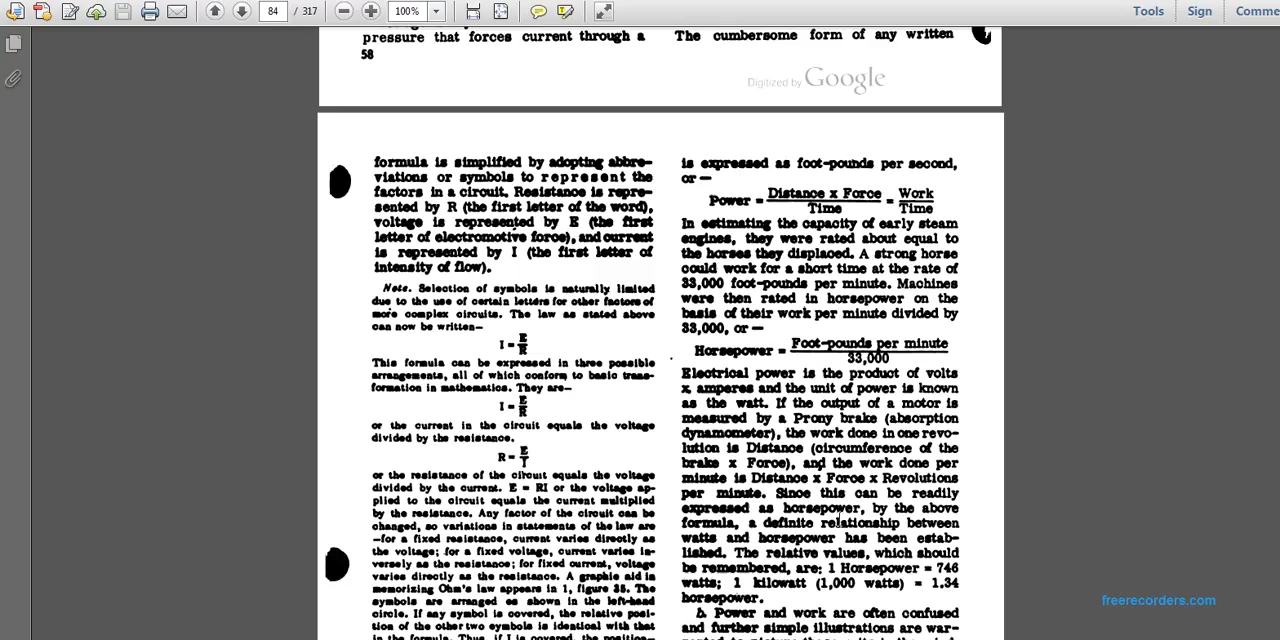 84 / 317
100%
Tools
Sign
Comme
pressure that forces current through a
58
The cumbersome form of any written
7
Digitized by Google
formula is simplified by adopting abbre-
viations or symbols to represent the
factors in a circuit. Resistance is repre-
sented by R (the first letter of the word),
voltage is represented by E (the first
letter of electromotive force), and current
is represented by I (the first letter of
intensity of flow).
Note. Selection of symbols is naturally limited
due to the use of certain letters for other factors of
more complex circuits. The law as stated above
can now be written—
I = E
R
This formula can be expressed in three possible
arrangements, all of which conform to basic trans-
formation in mathematics. They are—
I = E
R
or the current in the circuit equals the voltage
divided by the resistance.
R = E
I
or the resistance of the circuit equals the voltage
divided by the current. E = RI or the voltage ap-
plied to the circuit equals the current multiplied
by the resistance. Any factor of the circuit can be
changed, so variations in statements of the law are
—for a fixed resistance, current varies directly as
the voltage; for a fixed voltage, current varies in-
versely as the resistance; for fixed current, voltage
varies directly as the resistance. A graphic aid in
memorizing Ohm's law appears in 1, figure 38. The
symbols are arranged as shown in the left-hand
circle. If any symbol is covered, the relative posi-
tion of the other two symbols is identical with that
in the formula. Thus, if I is covered, the position—
is expressed as foot-pounds per second,
or —
Power = Distance x Force = Work
Time Time
In estimating the capacity of early steam
engines, they were rated about equal to
the horses they displaced. A strong horse
could work for a short time at the rate of
33,000 foot-pounds per minute. Machines
were then rated in horsepower on the
basis of their work per minute divided by
33,000, or —
Horsepower = Foot-pounds per minute
33,000
Electrical power is the product of volts
x amperes and the unit of power is known
as the watt. If the output of a motor is
measured by a Prony brake (absorption
dynamometer), the work done in one revo-
lution is Distance (circumference of the
brake x Force), and the work done per
minute is Distance x Force x Revolutions
per minute. Since this can be readily
expressed as horsepower, by the above
formula, a definite relationship between
watts and horsepower has been estab-
lished. The relative values, which should
be remembered, are: 1 Horsepower = 746
watts; 1 kilowatt (1,000 watts) = 1.34
horsepower.
b. Power and work are often confused
and further simple illustrations are war-
freerecorders.com